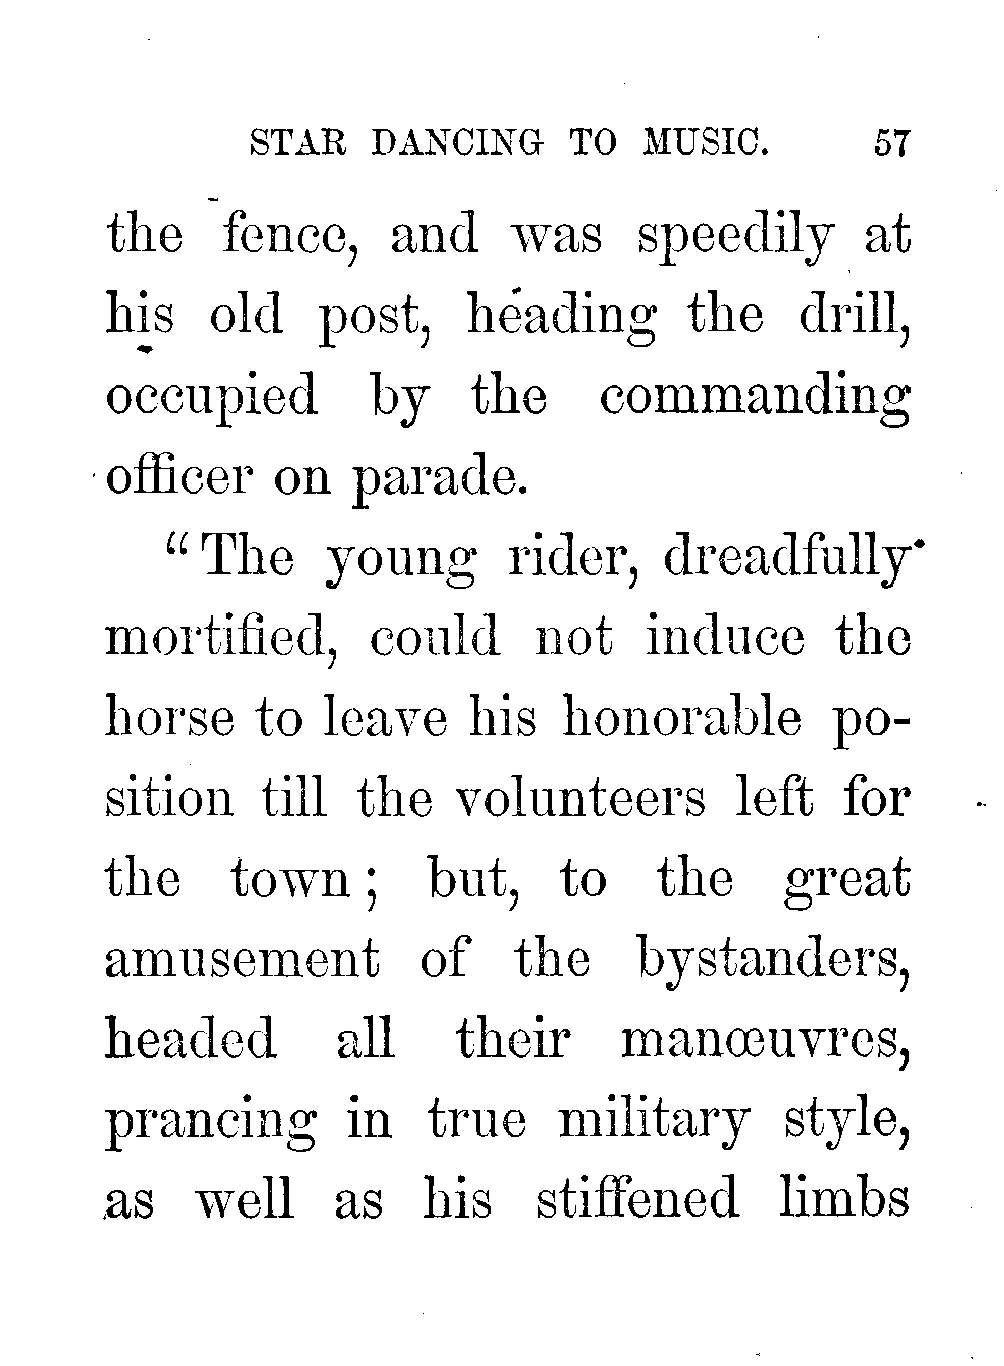 STAR DANCING TO MUSIC. 57
the fence, and was speedily at
his old post, heading the drill,
occupied by the commanding
officer on parade.
“The young rider, dreadfully
mortified, could not induce the
horse to leave his honorable po-
sition till the volunteers left for
the town; but, to the great
amusement of the bystanders,
headed all their manœuvres,
prancing in true military style,
as well as his stiffened limbs